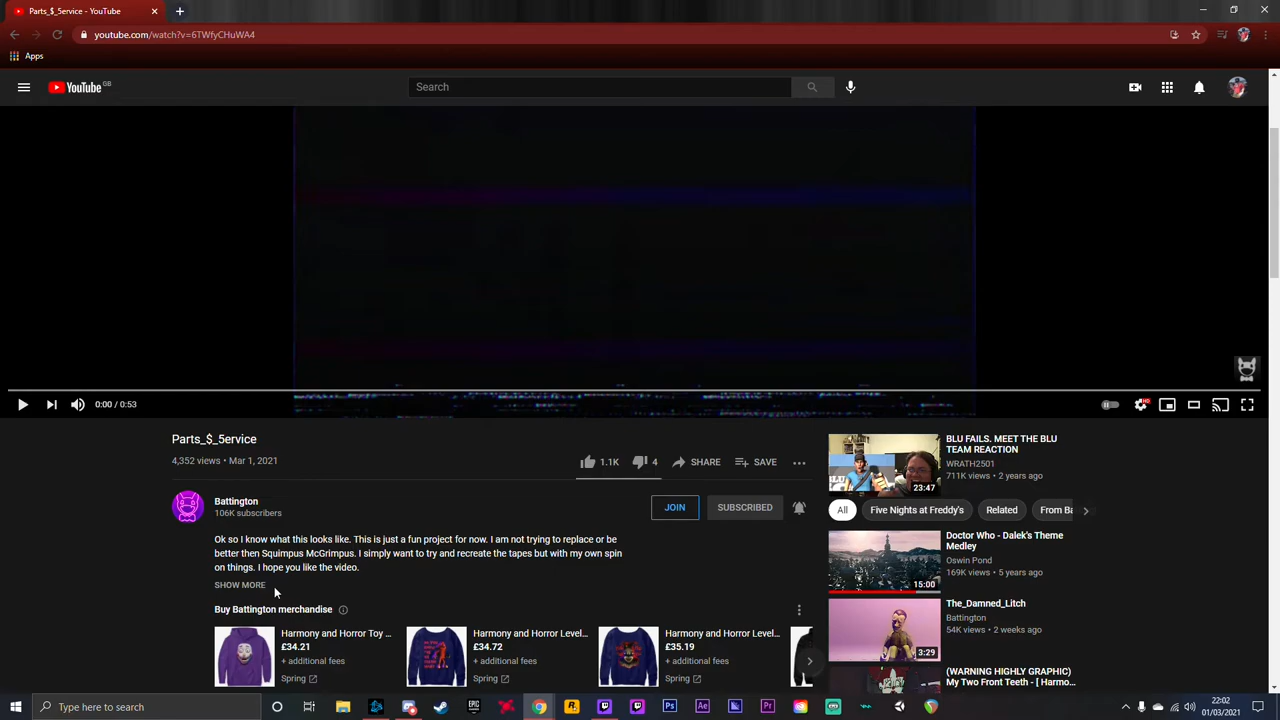 Parts_$_5ervice - YouTube
youtube.com/watch?v=6TWfyCHuWA4
Apps
YouTube GB
Search
0:00 / 0:53
HD
Parts_$_5ervice
4,352 views • Mar 1, 2021
1.1K
4
SHARE
SAVE
Battington
106K subscribers
JOIN
SUBSCRIBED
Ok so I know what this looks like. This is just a fun project for now. I am not trying to replace or be
better then Squimpus McGrimpus. I simply want to try and recreate the tapes but with my own spin
on things. I hope you like the video.
SHOW MORE
Buy Battington merchandise
Harmony and Horror Toy ...
£34.21
+ additional fees
Spring
Harmony and Horror Level...
£34.72
+ additional fees
Spring
Harmony and Horror Level...
£35.19
+ additional fees
Spring
BLU FAILS. MEET THE BLU
TEAM REACTION
WRATH2501
711K views • 2 years ago
23:47
All
Five Nights at Freddy's
Related
From Ba
Doctor Who - Dalek's Theme
Medley
Oswin Pond
169K views • 5 years ago
15:00
The_Damned_Litch
Battington
54K views • 2 weeks ago
3:29
(WARNING HIGHLY GRAPHIC)
My Two Front Teeth - [ Harmo...
Type here to search
EPIC
Ps
Ae
Pr
22:02
01/03/2021